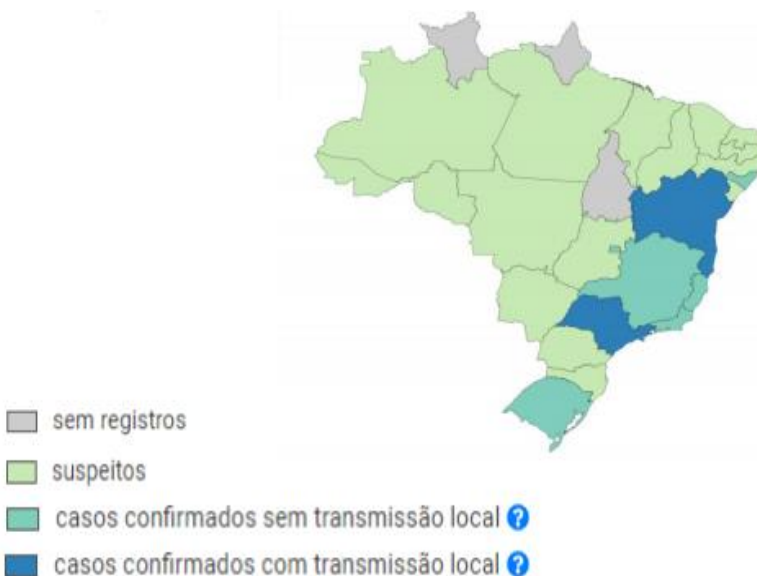 sem registros
suspeitos
casos confirmados sem transmissão local ?
casos confirmados com transmissão local ?